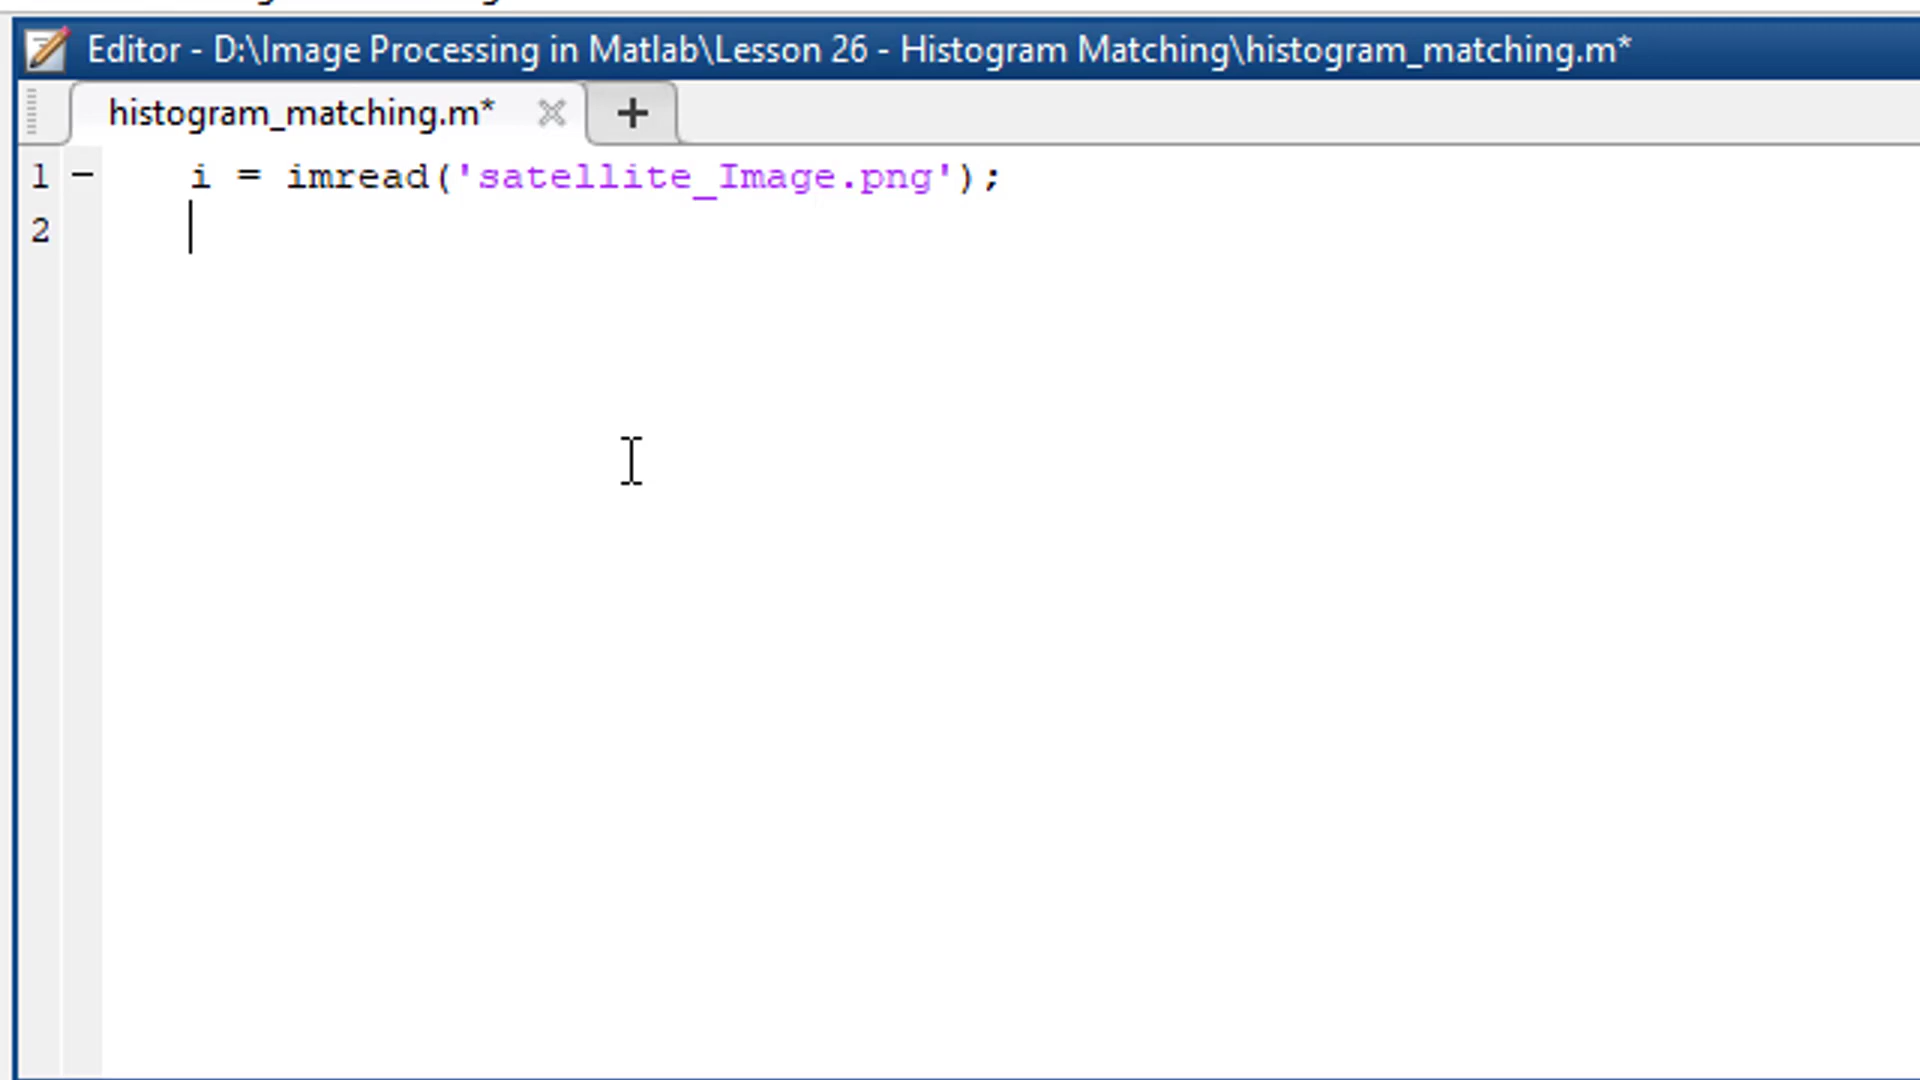 Editor - D:\Image Processing in Matlab\Lesson 26 - Histogram Matching\histogram_matching.m*
histogram_matching.m*
1 i = imread('satellite_Image.png');
2